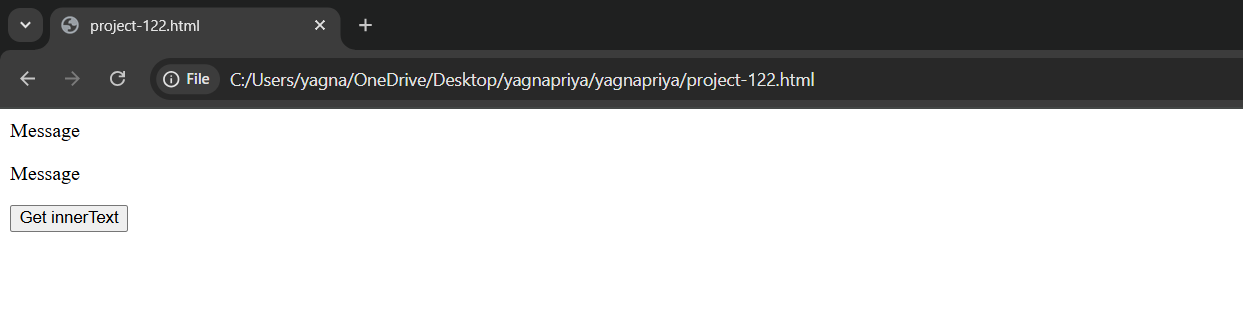 project-122.html
File C:/Users/yagna/OneDrive/Desktop/yagnapriya/yagnapriya/project-122.html
Message
Message
Get innerText